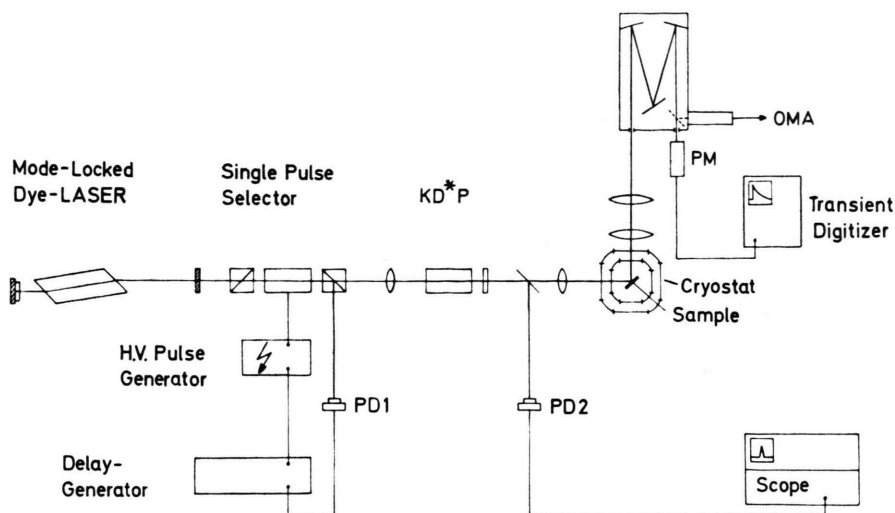 OMA
PM
Mode-Locked
Dye-LASER
Single Pulse
Selector
KD*P
Transient
Digitizer
Cryostat
Sample
H.V. Pulse
Generator
PD1
PD2
Delay-
Generator
Scope